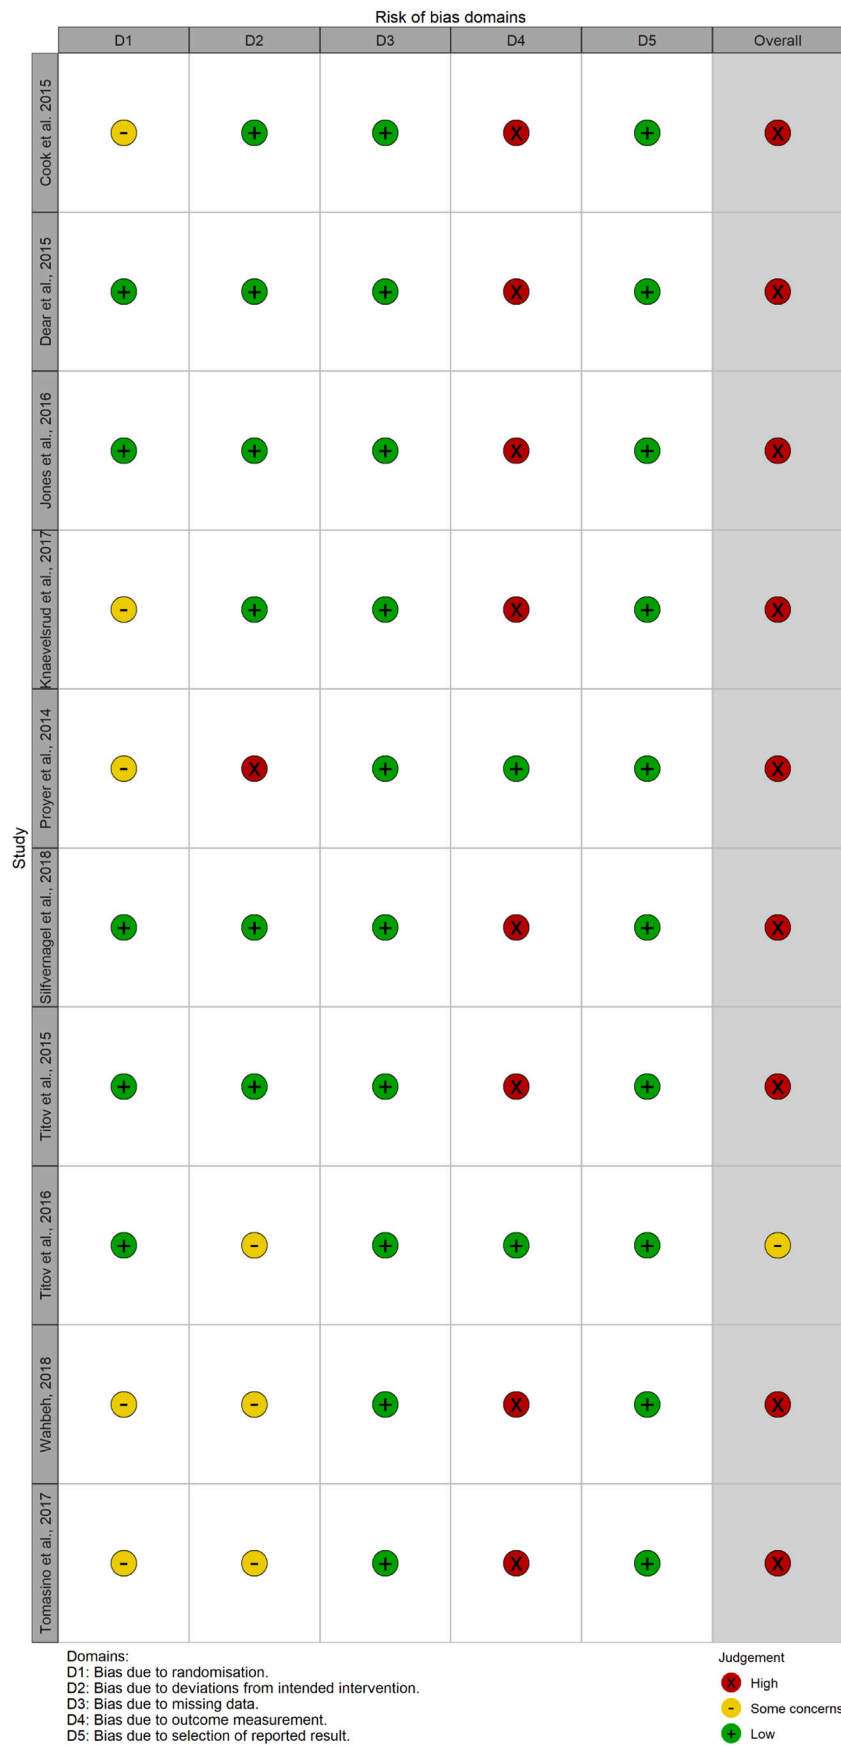 Risk of bias domains
D1 D2 D3 D4 D5 Overall
Study
Cook et al. 2015 - + + X + X
Dear et al., 2015 + + + X + X
Jones et al., 2016 + + + X + X
Knaevelsrud et al., 2017 - + + X + X
Proyer et al., 2014 - X + + + X
Silfvernagel et al., 2018 + + + X + X
Titov et al., 2015 + + + X + X
Titov et al., 2016 + - + + + -
Wahbeh, 2018 - - + X + X
Tomasino et al., 2017 - - + X + X
Domains:
D1: Bias due to randomisation.
D2: Bias due to deviations from intended intervention.
D3: Bias due to missing data.
D4: Bias due to outcome measurement.
D5: Bias due to selection of reported result.
Judgement
X High
- Some concerns
+ Low